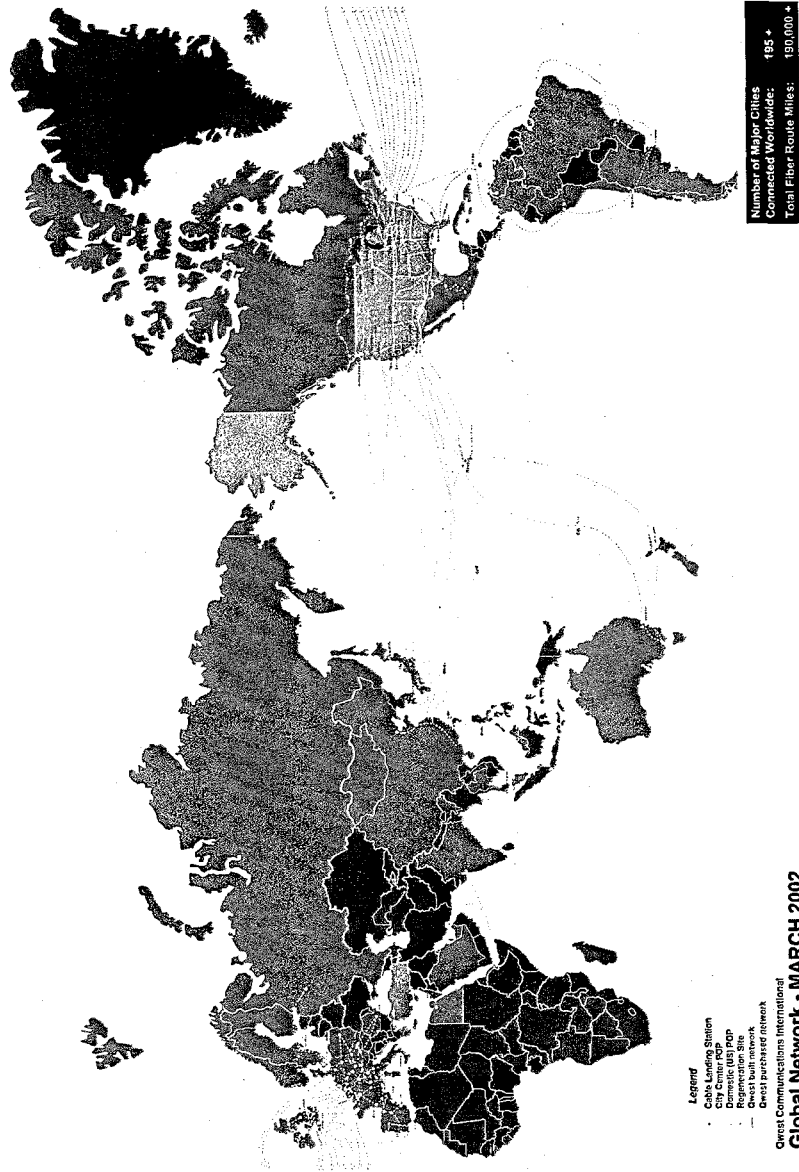 Number of Major Cities
Connected Worldwide: 195 +
Total Fiber Route Miles: 190,000 +
Legend
Cable Landing Station
City Center POP
Domestic (US) POP
Regeneration Site
Qwest built network
Qwest purchased network
Qwest Communications International
Global Network - MARCH 2002